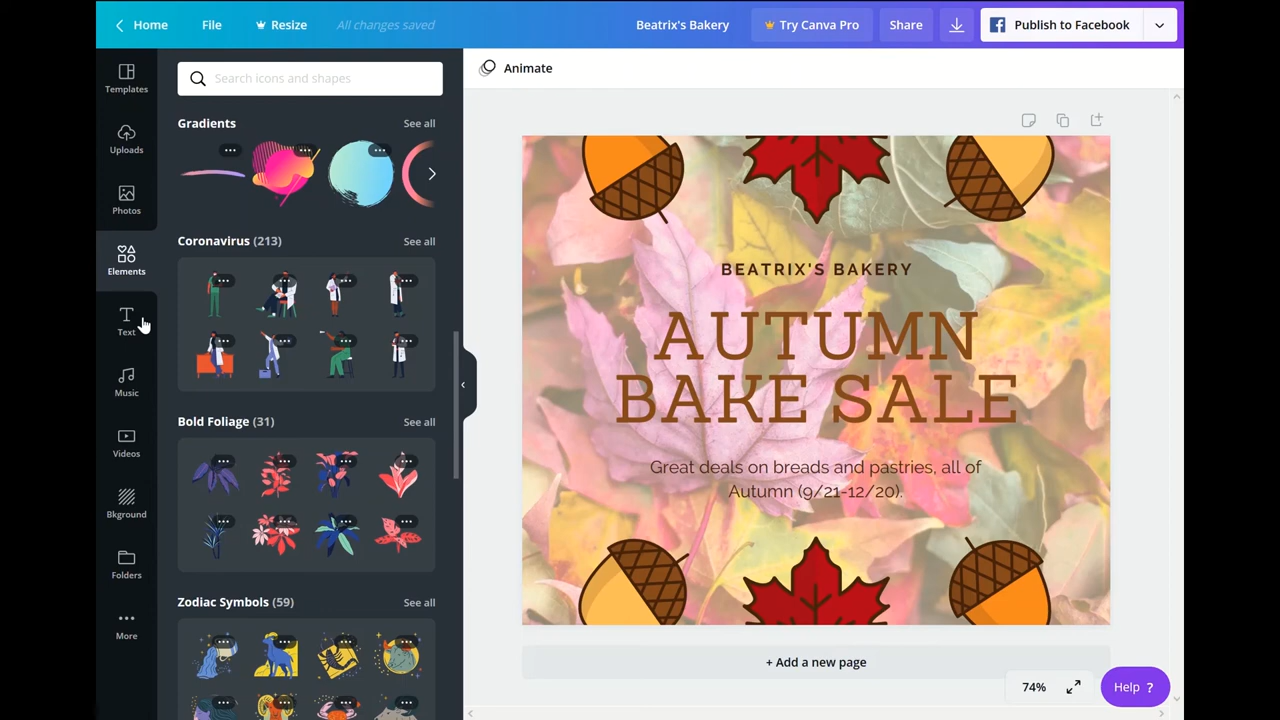 Home
File
Resize
All changes saved
Beatrix's Bakery
Try Canva Pro
Share
Publish to Facebook
Templates
Uploads
Photos
Elements
Text
Music
Videos
Bkground
Folders
More
Search icons and shapes
Gradients
See all
Coronavirus (213)
See all
Bold Foliage (31)
See all
Zodiac Symbols (59)
See all
Animate
BEATRIX'S BAKERY
AUTUMN
BAKE SALE
Great deals on breads and pastries, all of
Autumn (9/21-12/20).
+ Add a new page
74%
Help ?